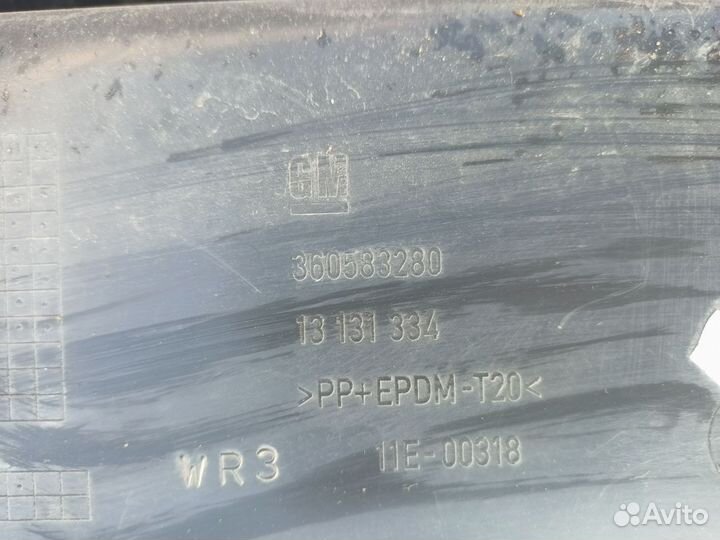 GM
360583280
13 131 334
>PP+EPDM-T20<
WR3 11E-00318
Avito